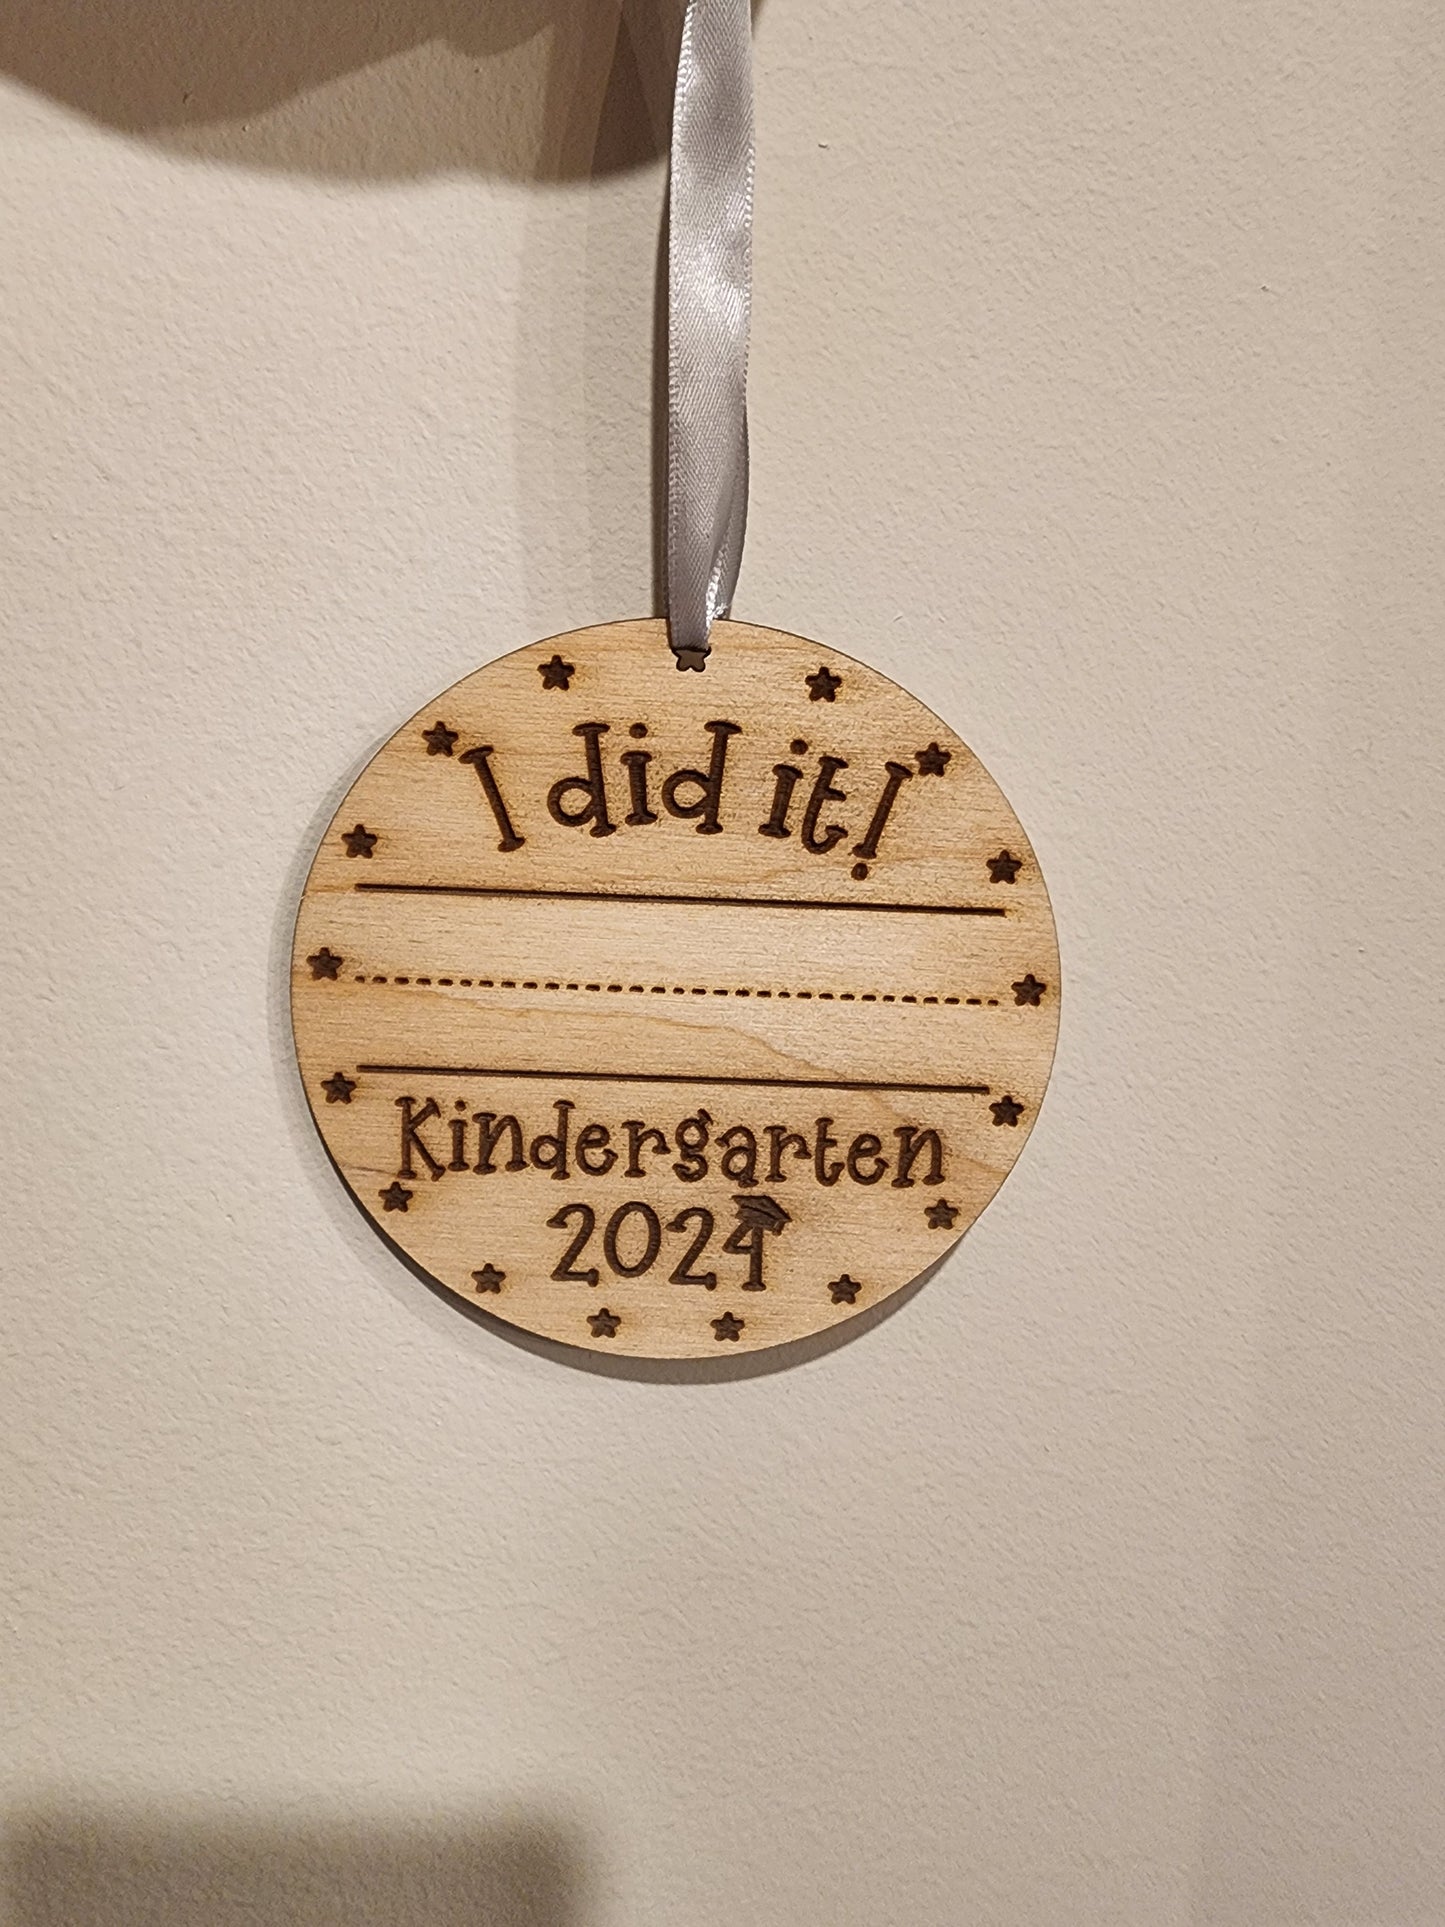 I did it!
Kindergarten
2024